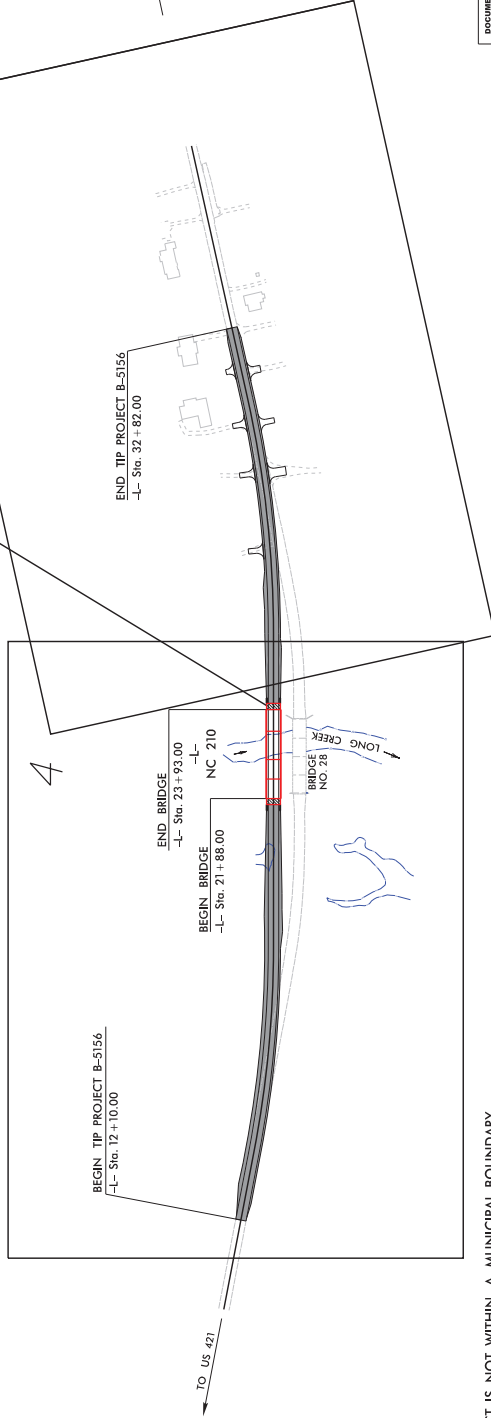 DOCUME
END TIP PROJECT B-5156
-L- Sta. 32 + 82.00
4
END BRIDGE
-L- Sta. 23 + 93.00
-L-
NC 210
BEGIN BRIDGE
-L- Sta. 21 + 88.00
LONG CREEK
BRIDGE
NO. 28
BEGIN TIP PROJECT B-5156
-L- Sta. 12 + 10.00
TO US 421
T IS NOT WITHIN A MUNICIPAL BOUNDARY